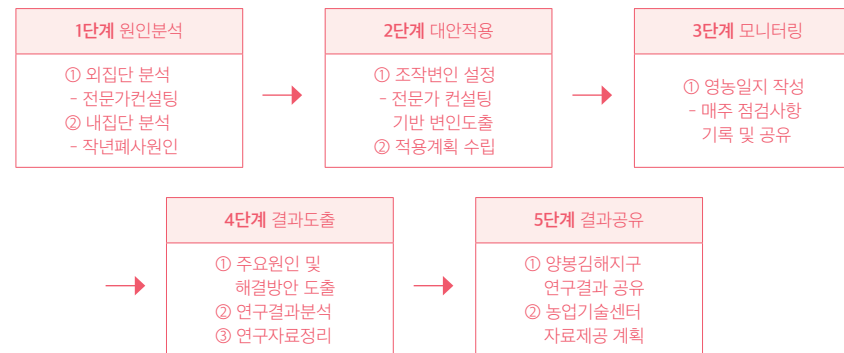 1단계 원인분석
① 외집단 분석
- 전문가컨설팅
② 내집단 분석
- 작년폐사원인
2단계 대안적용
① 조작변인 설정
- 전문가 컨설팅
기반 변인도출
② 적용계획 수립
3단계 모니터링
① 영농일지 작성
- 매주 점검사항
기록 및 공유
4단계 결과도출
① 주요원인 및
해결방안 도출
② 연구결과분석
③ 연구자료정리
5단계 결과공유
① 양봉김해지구
연구결과 공유
② 농업기술센터
자료제공 계획